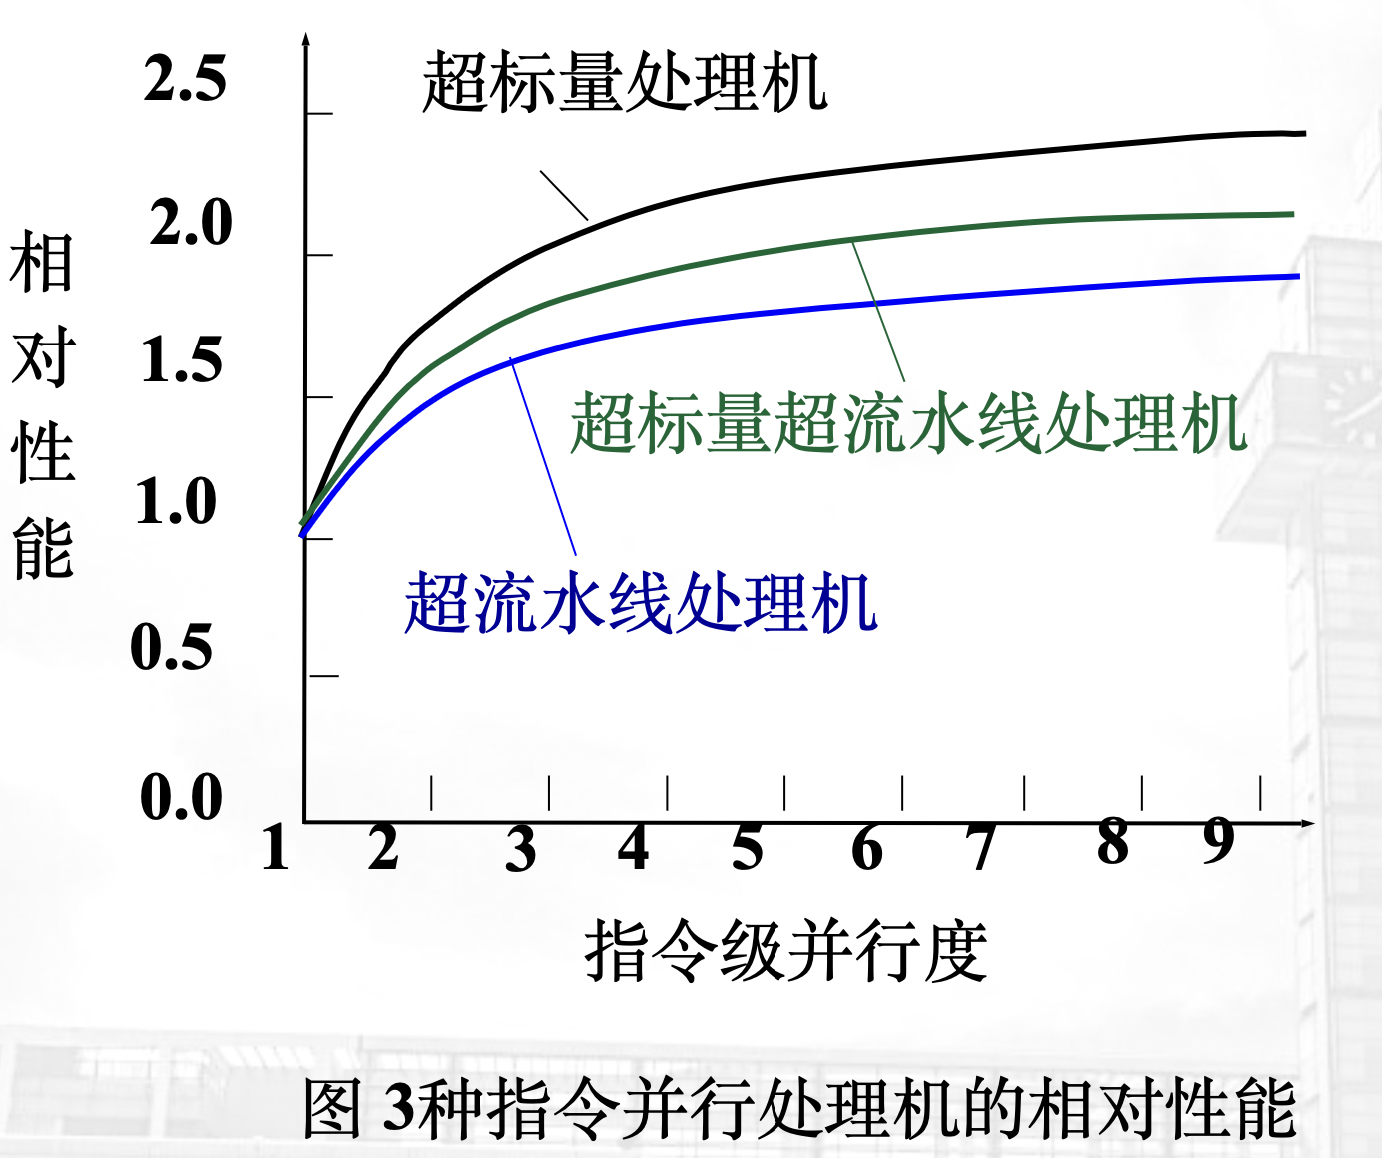 超标量处理机
2.5
2.0
1.5
1.0
0.5
0.0
相对性能
超标量超流水线处理机
超流水线处理机
1 2 3 4 5 6 7 8 9
指令级并行度
图 3种指令并行处理机的相对性能